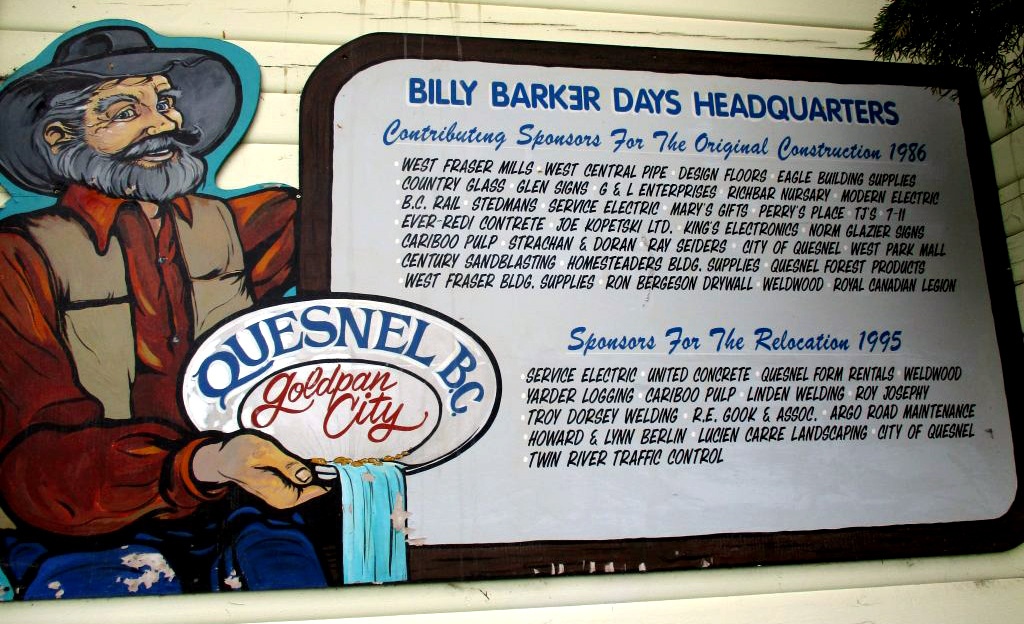 BILLY BARKER DAYS HEADQUARTERS
Contributing Sponsors For The Original Construction 1986
WEST FRASER MILLS · WEST CENTRAL PIPE · DESIGN FLOORS · EAGLE BUILDING SUPPLIES
COUNTRY GLASS · GLEN SIGNS · G & L ENTERPRISES · RICHBAR NURSARY · MODERN ELECTRIC
B.C. RAIL · STEDMANS · SERVICE ELECTRIC · MARY'S GIFTS · PERRY'S PLACE · TJ'S · 7-11
EVER-REDI CONTRETE · JOE KOPETSKI LTD. · KING'S ELECTRONICS · NORM GLAZIER SIGNS
CARIBOO PULP · STRACHAN & DORAN · RAY SEIDERS · CITY OF QUESNEL · WEST PARK MALL
CENTURY SANDBLASTING · HOMESTEADERS BLDG. SUPPLIES · QUESNEL FOREST PRODUCTS
· WEST FRASER BLDG. SUPPLIES · RON BERGESON DRYWALL · WELDWOOD · ROYAL CANADIAN LEGION
Sponsors For The Relocation 1995
· SERVICE ELECTRIC · UNITED CONCRETE · QUESNEL FORM RENTALS · WELDWOOD
· YARDER LOGGING · CARIBOO PULP · LINDEN WELDING · ROY JOSEPHY
· TROY DORSEY WELDING · R.E. GOOK & ASSOC. · ARGO ROAD MAINTENANCE
· HOWARD & LYNN BERLIN · LUCIEN CARRE LANDSCAPING · CITY OF QUESNEL
· TWIN RIVER TRAFFIC CONTROL
QUESNEL B.C.
Goldpan
City